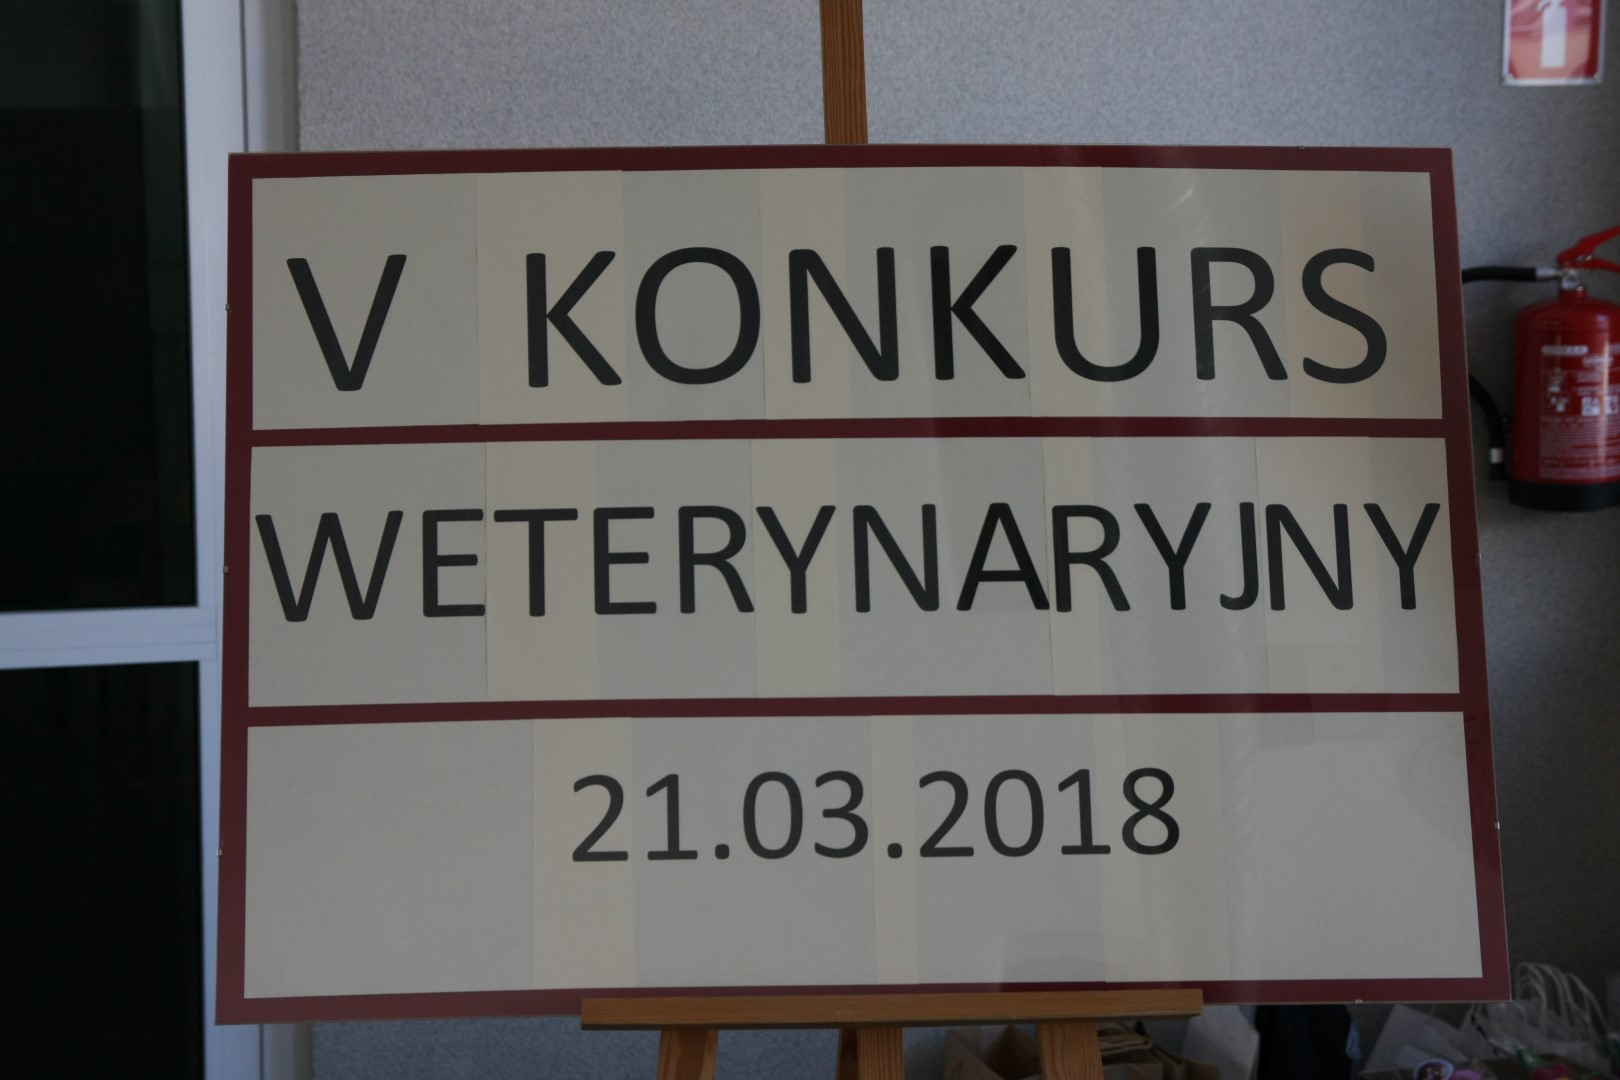 V KONKURS
WETERYNARYJNY
21.03.2018